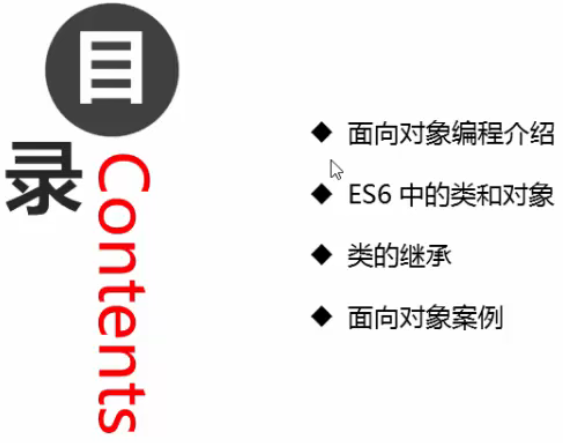 目录
Contents
面向对象编程介绍
ES6 中的类和对象
类的继承
面向对象案例